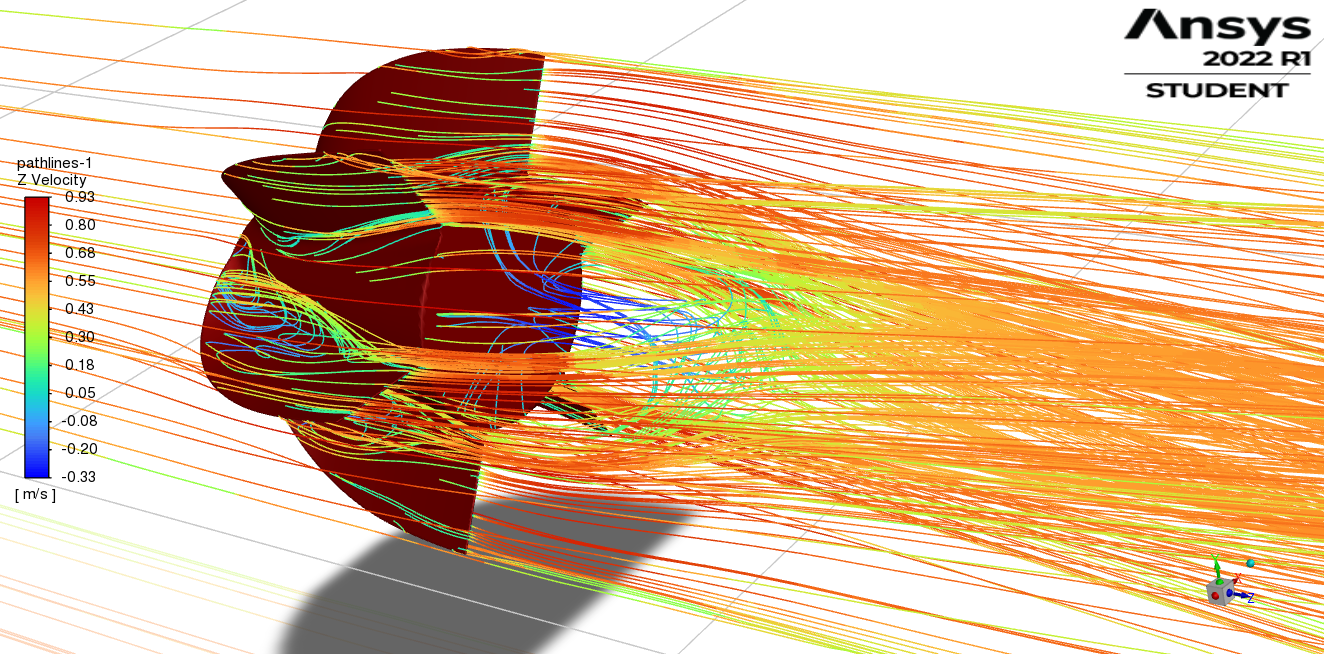 Ansys
2022 R1
STUDENT
pathlines-1
Z Velocity
0.93
0.80
0.68
0.55
0.43
0.30
0.18
0.05
-0.08
-0.20
-0.33
[ m/s ]
Y
X
Z